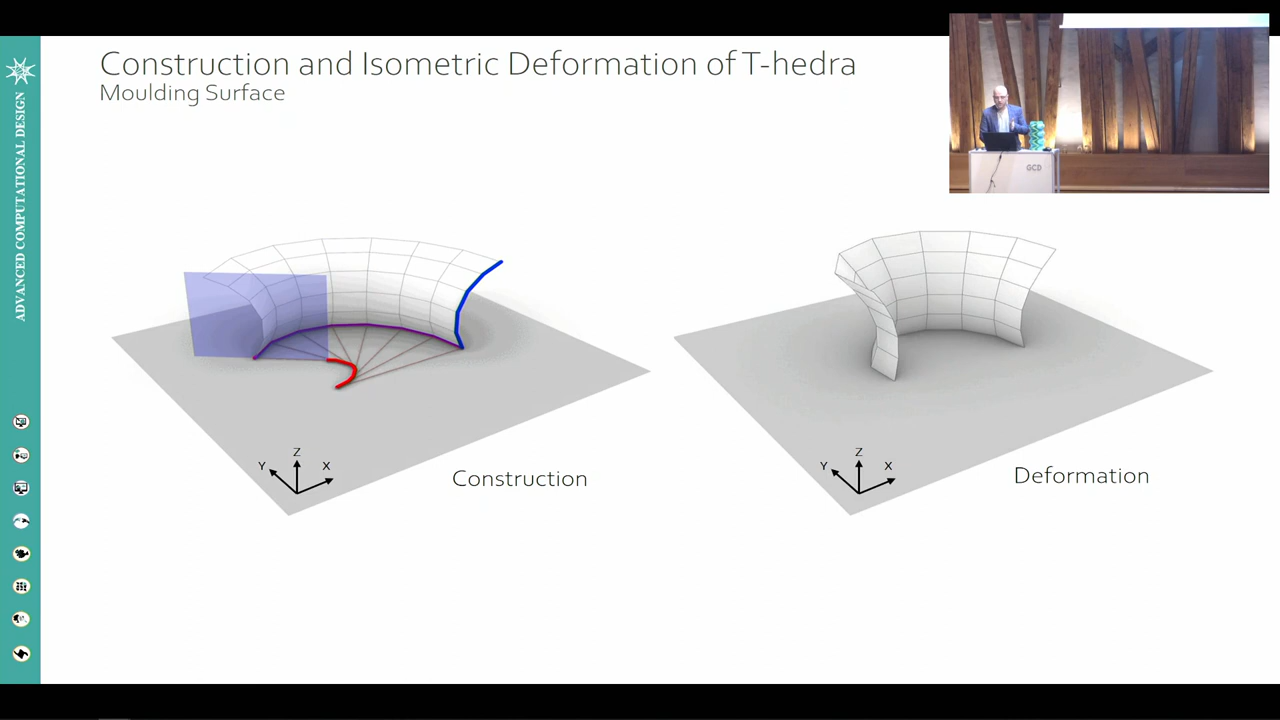 Construction and Isometric Deformation of T-hedra
Moulding Surface
ADVANCED COMPUTATIONAL DESIGN
GCD
Z
Y
X
Construction
Z
Y
X
Deformation